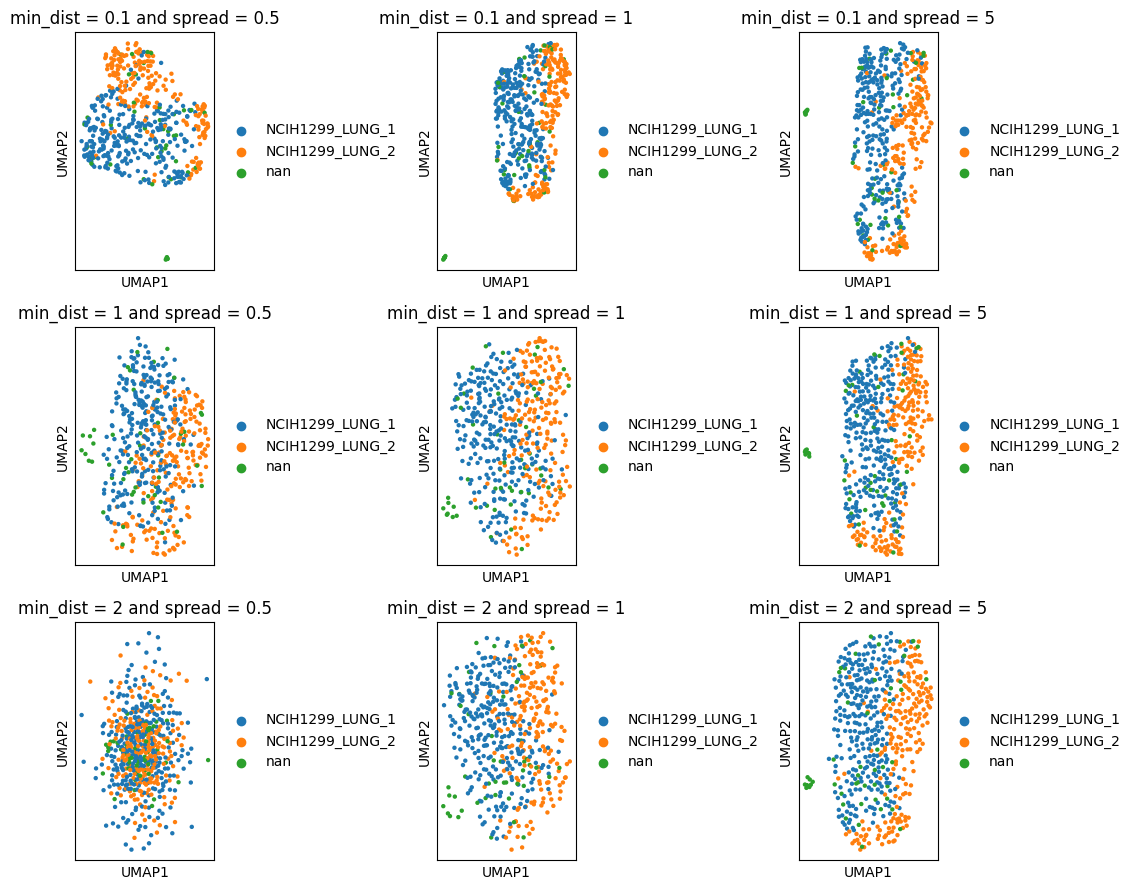 min_dist = 0.1 and spread = 0.5
min_dist = 0.1 and spread = 1
min_dist = 0.1 and spread = 5
UMAP2
NCIH1299_LUNG_1
NCIH1299_LUNG_2
nan
UMAP2
NCIH1299_LUNG_1
NCIH1299_LUNG_2
nan
UMAP2
NCIH1299_LUNG_1
NCIH1299_LUNG_2
nan
UMAP1
UMAP1
UMAP1
min_dist = 1 and spread = 0.5
min_dist = 1 and spread = 1
min_dist = 1 and spread = 5
UMAP2
NCIH1299_LUNG_1
NCIH1299_LUNG_2
nan
UMAP2
NCIH1299_LUNG_1
NCIH1299_LUNG_2
nan
UMAP2
NCIH1299_LUNG_1
NCIH1299_LUNG_2
nan
UMAP1
UMAP1
UMAP1
min_dist = 2 and spread = 0.5
min_dist = 2 and spread = 1
min_dist = 2 and spread = 5
UMAP2
NCIH1299_LUNG_1
NCIH1299_LUNG_2
nan
UMAP2
NCIH1299_LUNG_1
NCIH1299_LUNG_2
nan
UMAP2
NCIH1299_LUNG_1
NCIH1299_LUNG_2
nan
UMAP1
UMAP1
UMAP1